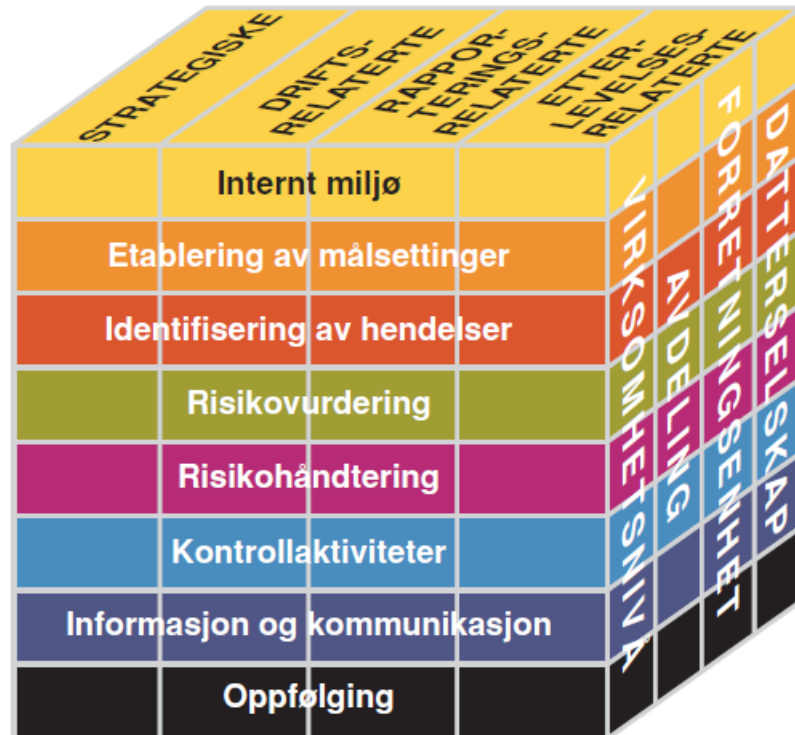 STRATEGISKE
DRIFTS-
RELATERTE
RAPPOR-
TERINGS-
RELATERTE
ETTER-
LEVELSES-
RELATERTE
Internt miljø
Etablering av målsettinger
Identifisering av hendelser
Risikovurdering
Risikohåndtering
Kontrollaktiviteter
Informasjon og kommunikasjon
Oppfølging
VIRKSOMHETSNIVÅ
AVDELING
FORRETNINGSENHET
DATTERSELSKAP